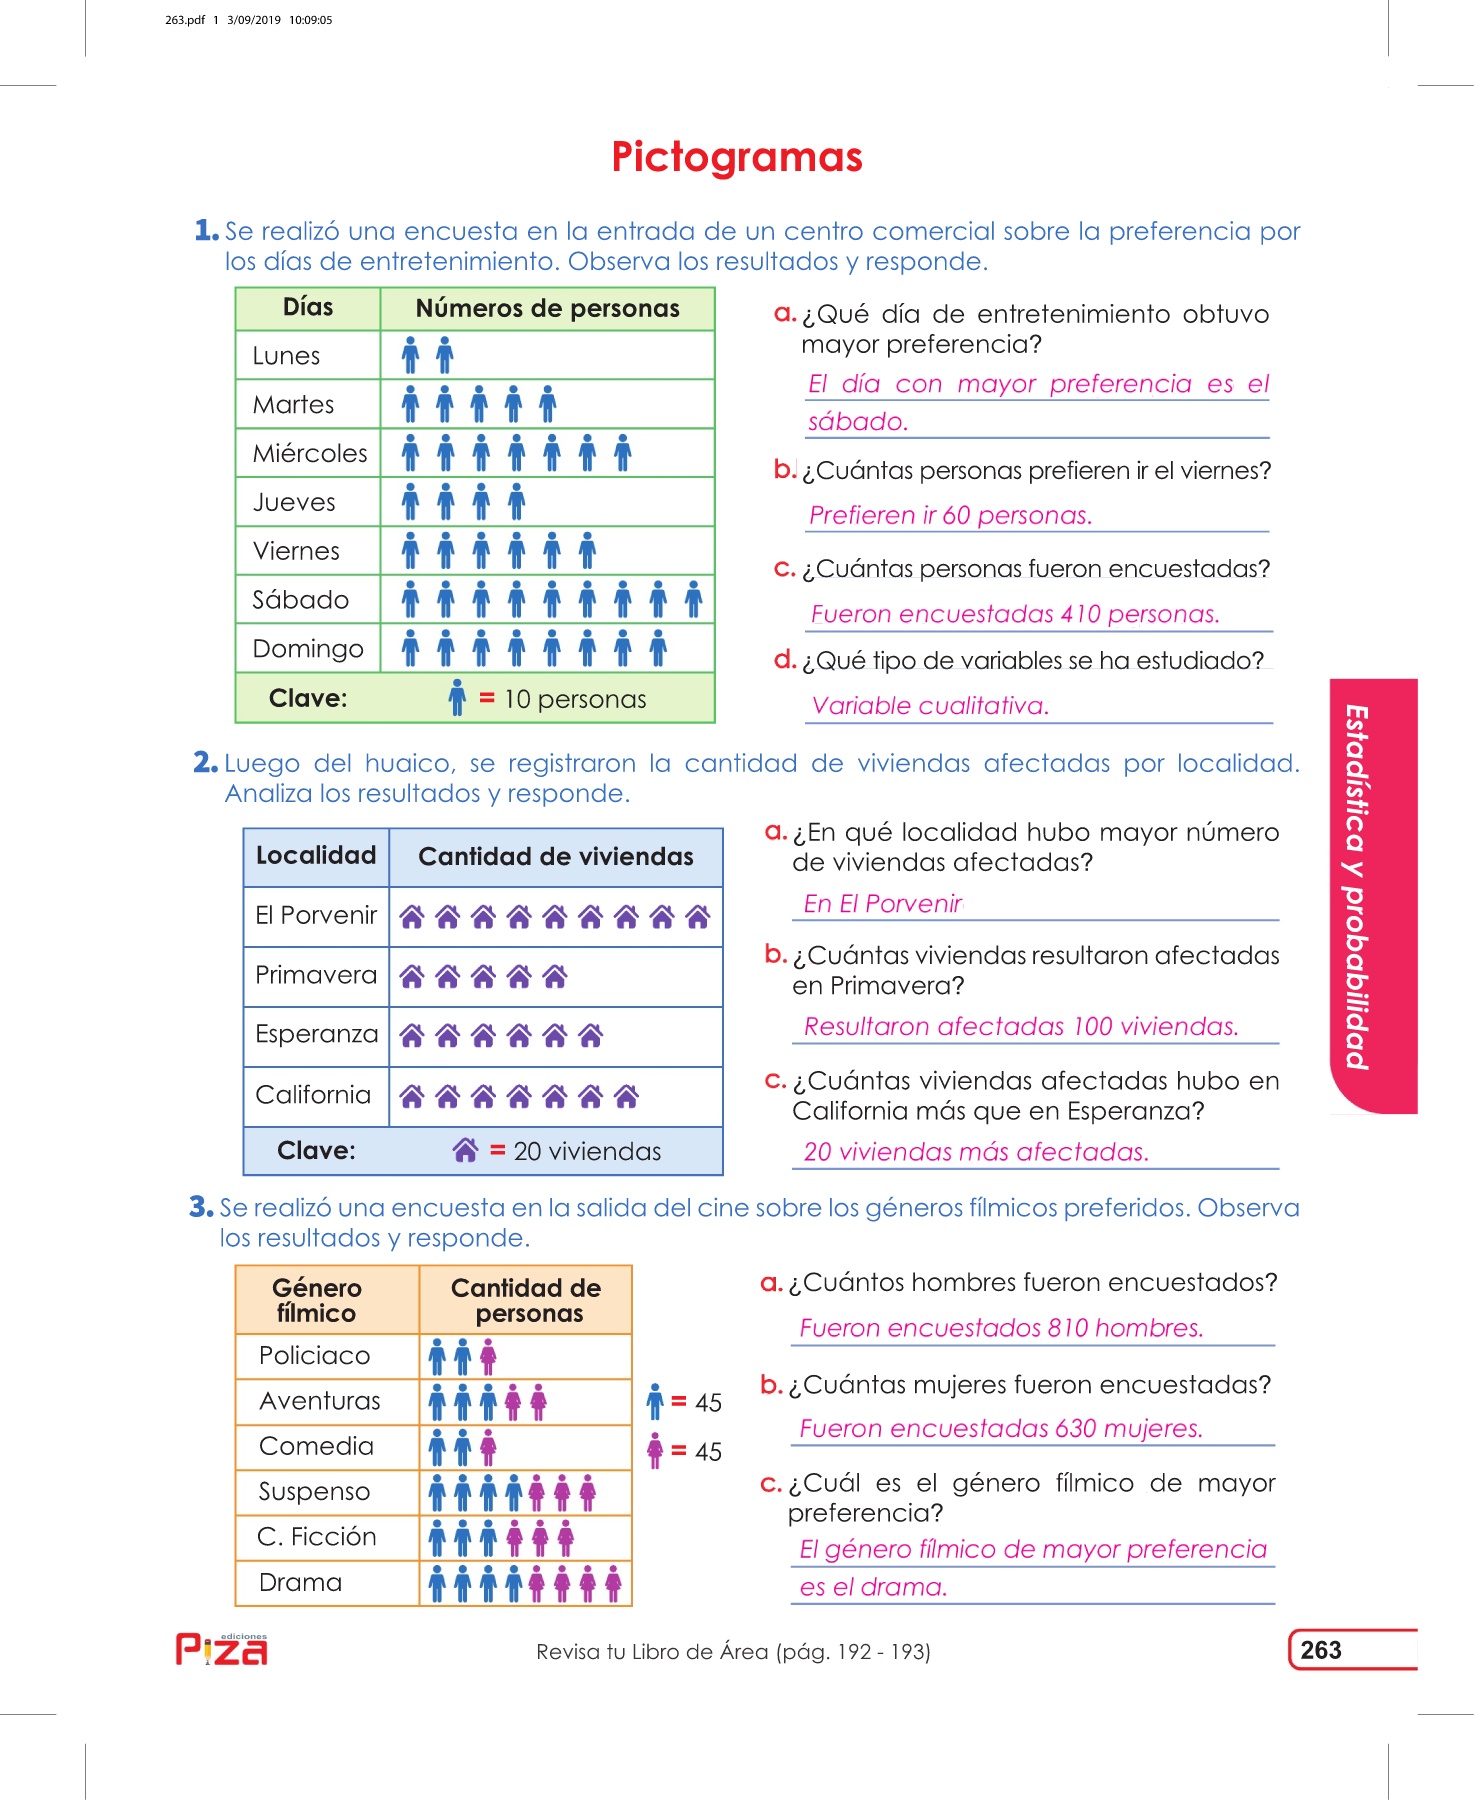 263.pdf 1 3/09/2019 10:09:05
Pictogramas
1. Se realizó una encuesta en la entrada de un centro comercial sobre la preferencia por
los días de entretenimiento. Observa los resultados y responde.
Días Números de personas
Lunes
Martes
Miércoles
Jueves
Viernes
Sábado
Domingo
Clave: = 10 personas
a. ¿Qué día de entretenimiento obtuvo
mayor preferencia?
El día con mayor preferencia es el
sábado.
b. ¿Cuántas personas prefieren ir el viernes?
Prefieren ir 60 personas.
c. ¿Cuántas personas fueron encuestadas?
Fueron encuestadas 410 personas.
d. ¿Qué tipo de variables se ha estudiado?
Variable cualitativa.
2. Luego del huaico, se registraron la cantidad de viviendas afectadas por localidad.
Analiza los resultados y responde.
Localidad Cantidad de viviendas
El Porvenir
Primavera
Esperanza
California
Clave: = 20 viviendas
a. ¿En qué localidad hubo mayor número
de viviendas afectadas?
En El Porvenir
b. ¿Cuántas viviendas resultaron afectadas
en Primavera?
Resultaron afectadas 100 viviendas.
c. ¿Cuántas viviendas afectadas hubo en
California más que en Esperanza?
20 viviendas más afectadas.
3. Se realizó una encuesta en la salida del cine sobre los géneros fílmicos preferidos. Observa
los resultados y responde.
Género Cantidad de
fílmico personas
Policiaco
Aventuras
Comedia
Suspenso
C. Ficción
Drama
= 45
= 45
a. ¿Cuántos hombres fueron encuestados?
Fueron encuestados 810 hombres.
b. ¿Cuántas mujeres fueron encuestadas?
Fueron encuestadas 630 mujeres.
c. ¿Cuál es el género fílmico de mayor
preferencia?
El género fílmico de mayor preferencia
es el drama.
Estadística y probabilidad
ediciones
Piza
Revisa tu Libro de Área (pág. 192 - 193)
263